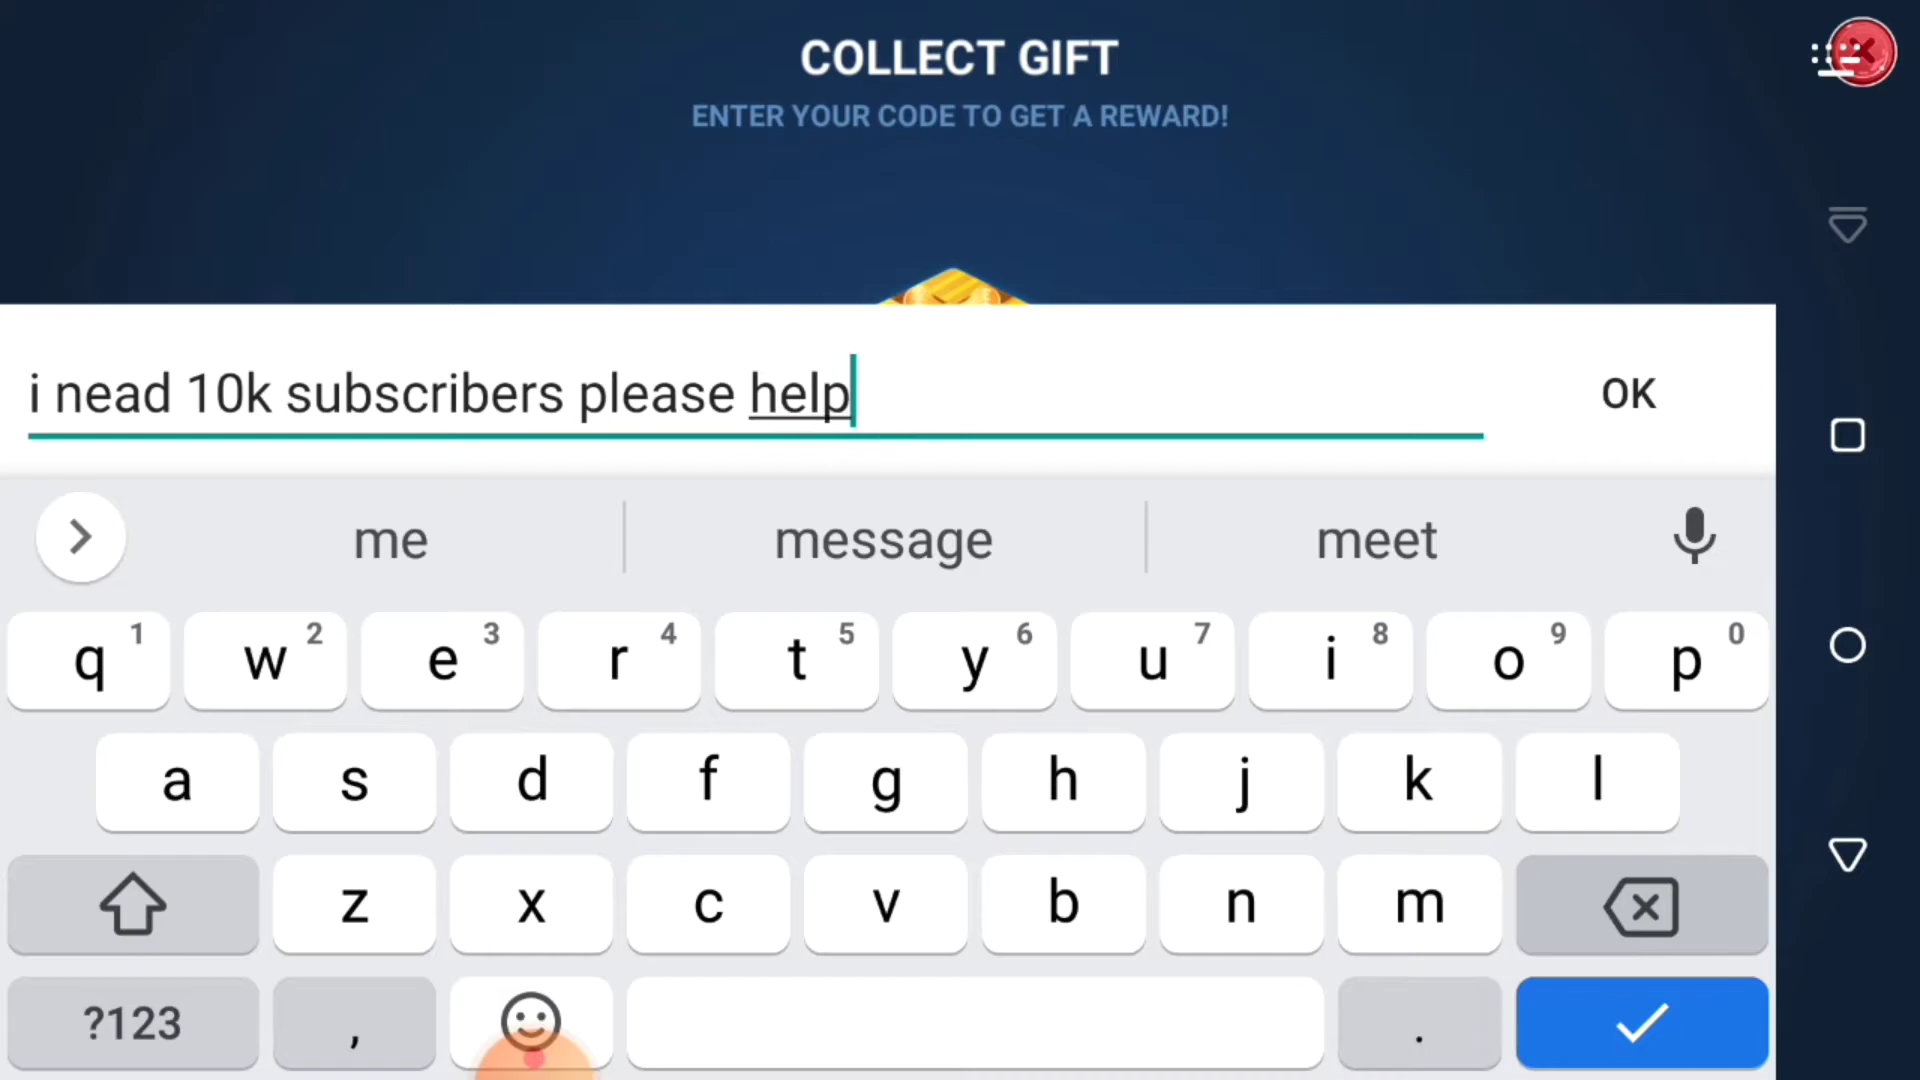 COLLECT GIFT
ENTER YOUR CODE TO GET A REWARD!
i nead 10k subscribers please help
OK
me message meet
q 1 w 2 e 3 r 4 t 5 y 6 u 7 i 8 o 9 p 0
a s d f g h j k l
z x c v b n m
?123 , .